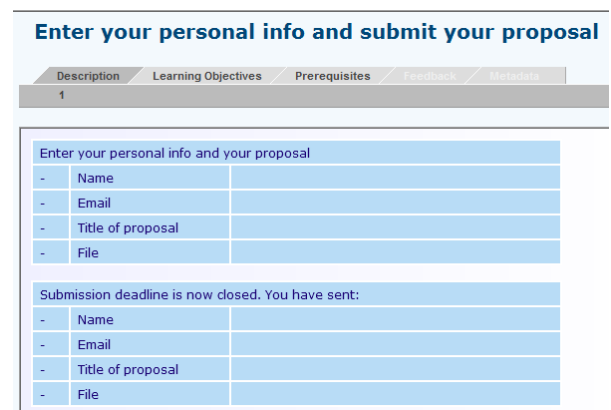 Enter your personal info and submit your proposal
Description Learning Objectives Prerequisites Feedback Metadata
1
Enter your personal info and your proposal
- Name
- Email
- Title of proposal
- File
Submission deadline is now closed. You have sent:
- Name
- Email
- Title of proposal
- File